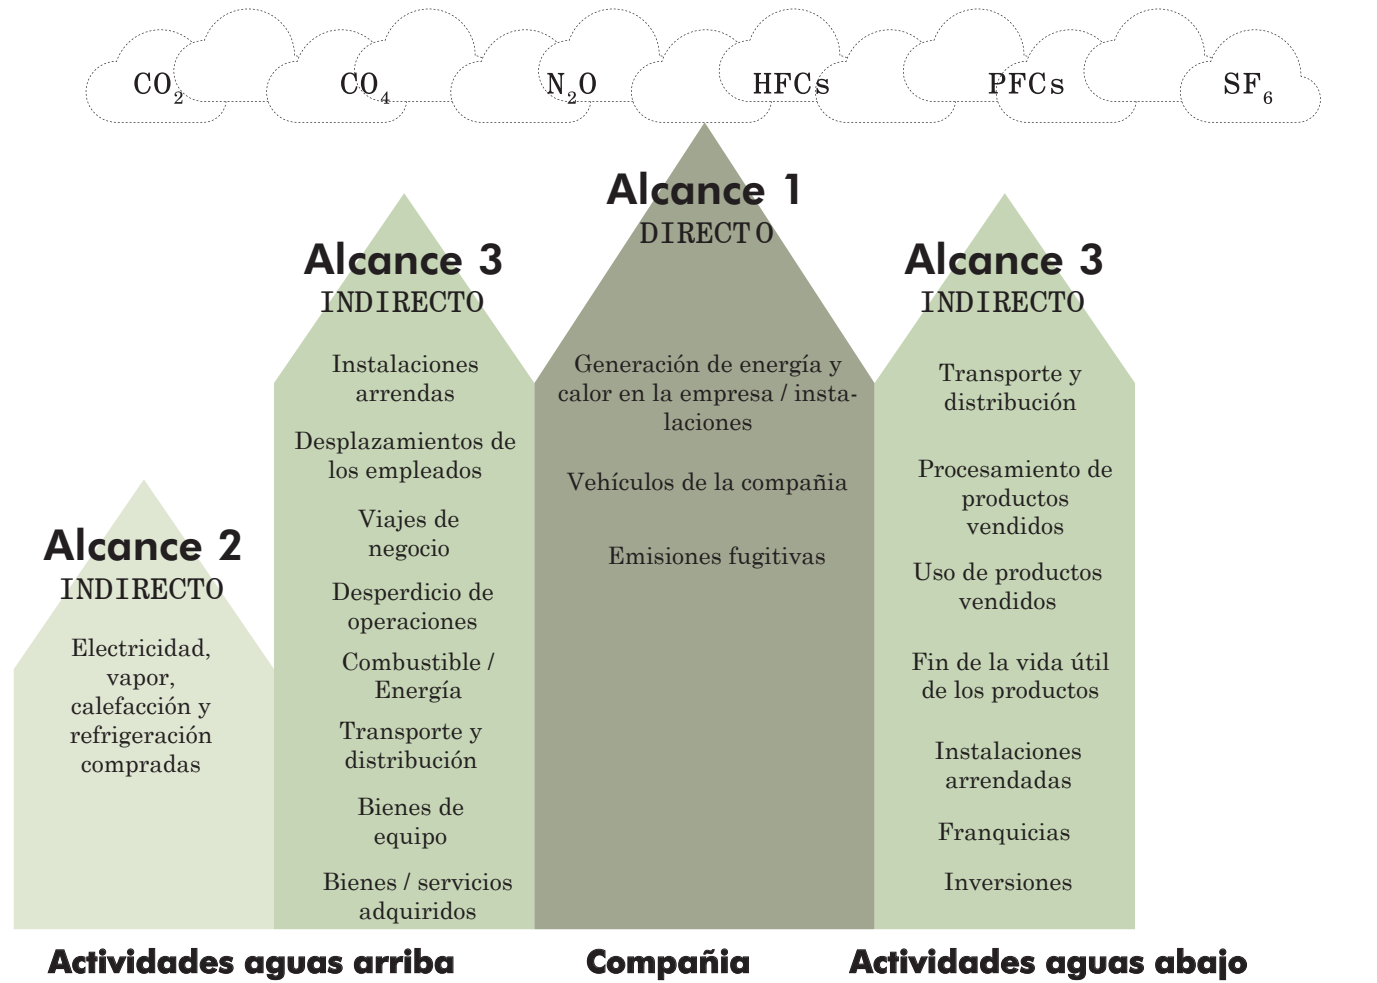 CO₂ CO₄ N₂O HFCs PFCs SF₆
Alcance 2
INDIRECTO
Electricidad,
vapor,
calefacción y
refrigeración
compradas
Alcance 3
INDIRECTO
Instalaciones
arrendas
Desplazamientos de
los empleados
Viajes de
negocio
Desperdicio de
operaciones
Combustible /
Energía
Transporte y
distribución
Bienes de
equipo
Bienes / servicios
adquiridos
Alcance 1
DIRECTO
Generación de energía y
calor en la empresa / insta-
laciones
Vehículos de la compañia
Emisiones fugitivas
Alcance 3
INDIRECTO
Transporte y
distribución
Procesamiento de
productos
vendidos
Uso de productos
vendidos
Fin de la vida útil
de los productos
Instalaciones
arrendadas
Franquicias
Inversiones
Actividades aguas arriba
Compañia
Actividades aguas abajo